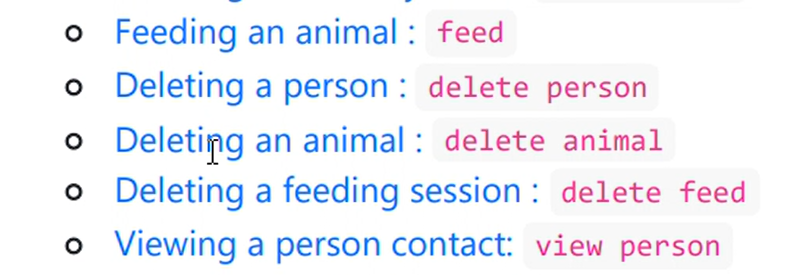 Feeding an animal : feed
Deleting a person : delete person
Deleting an animal : delete animal
Deleting a feeding session : delete feed
Viewing a person contact: view person